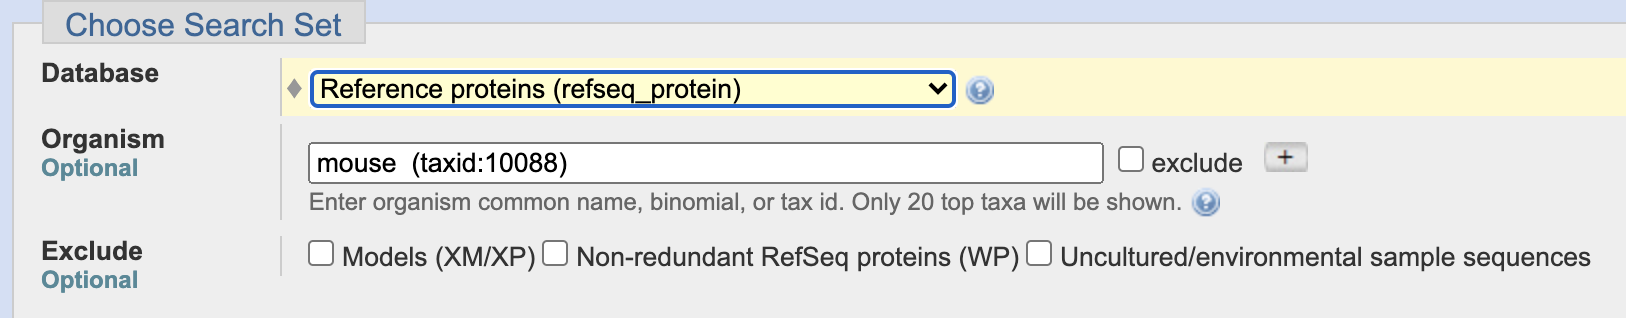 Choose Search Set
Database
Reference proteins (refseq_protein)
Organism
Optional
mouse (taxid:10088)
exclude
+
Enter organism common name, binomial, or tax id. Only 20 top taxa will be shown.
Exclude
Optional
Models (XM/XP) Non-redundant RefSeq proteins (WP) Uncultured/environmental sample sequences